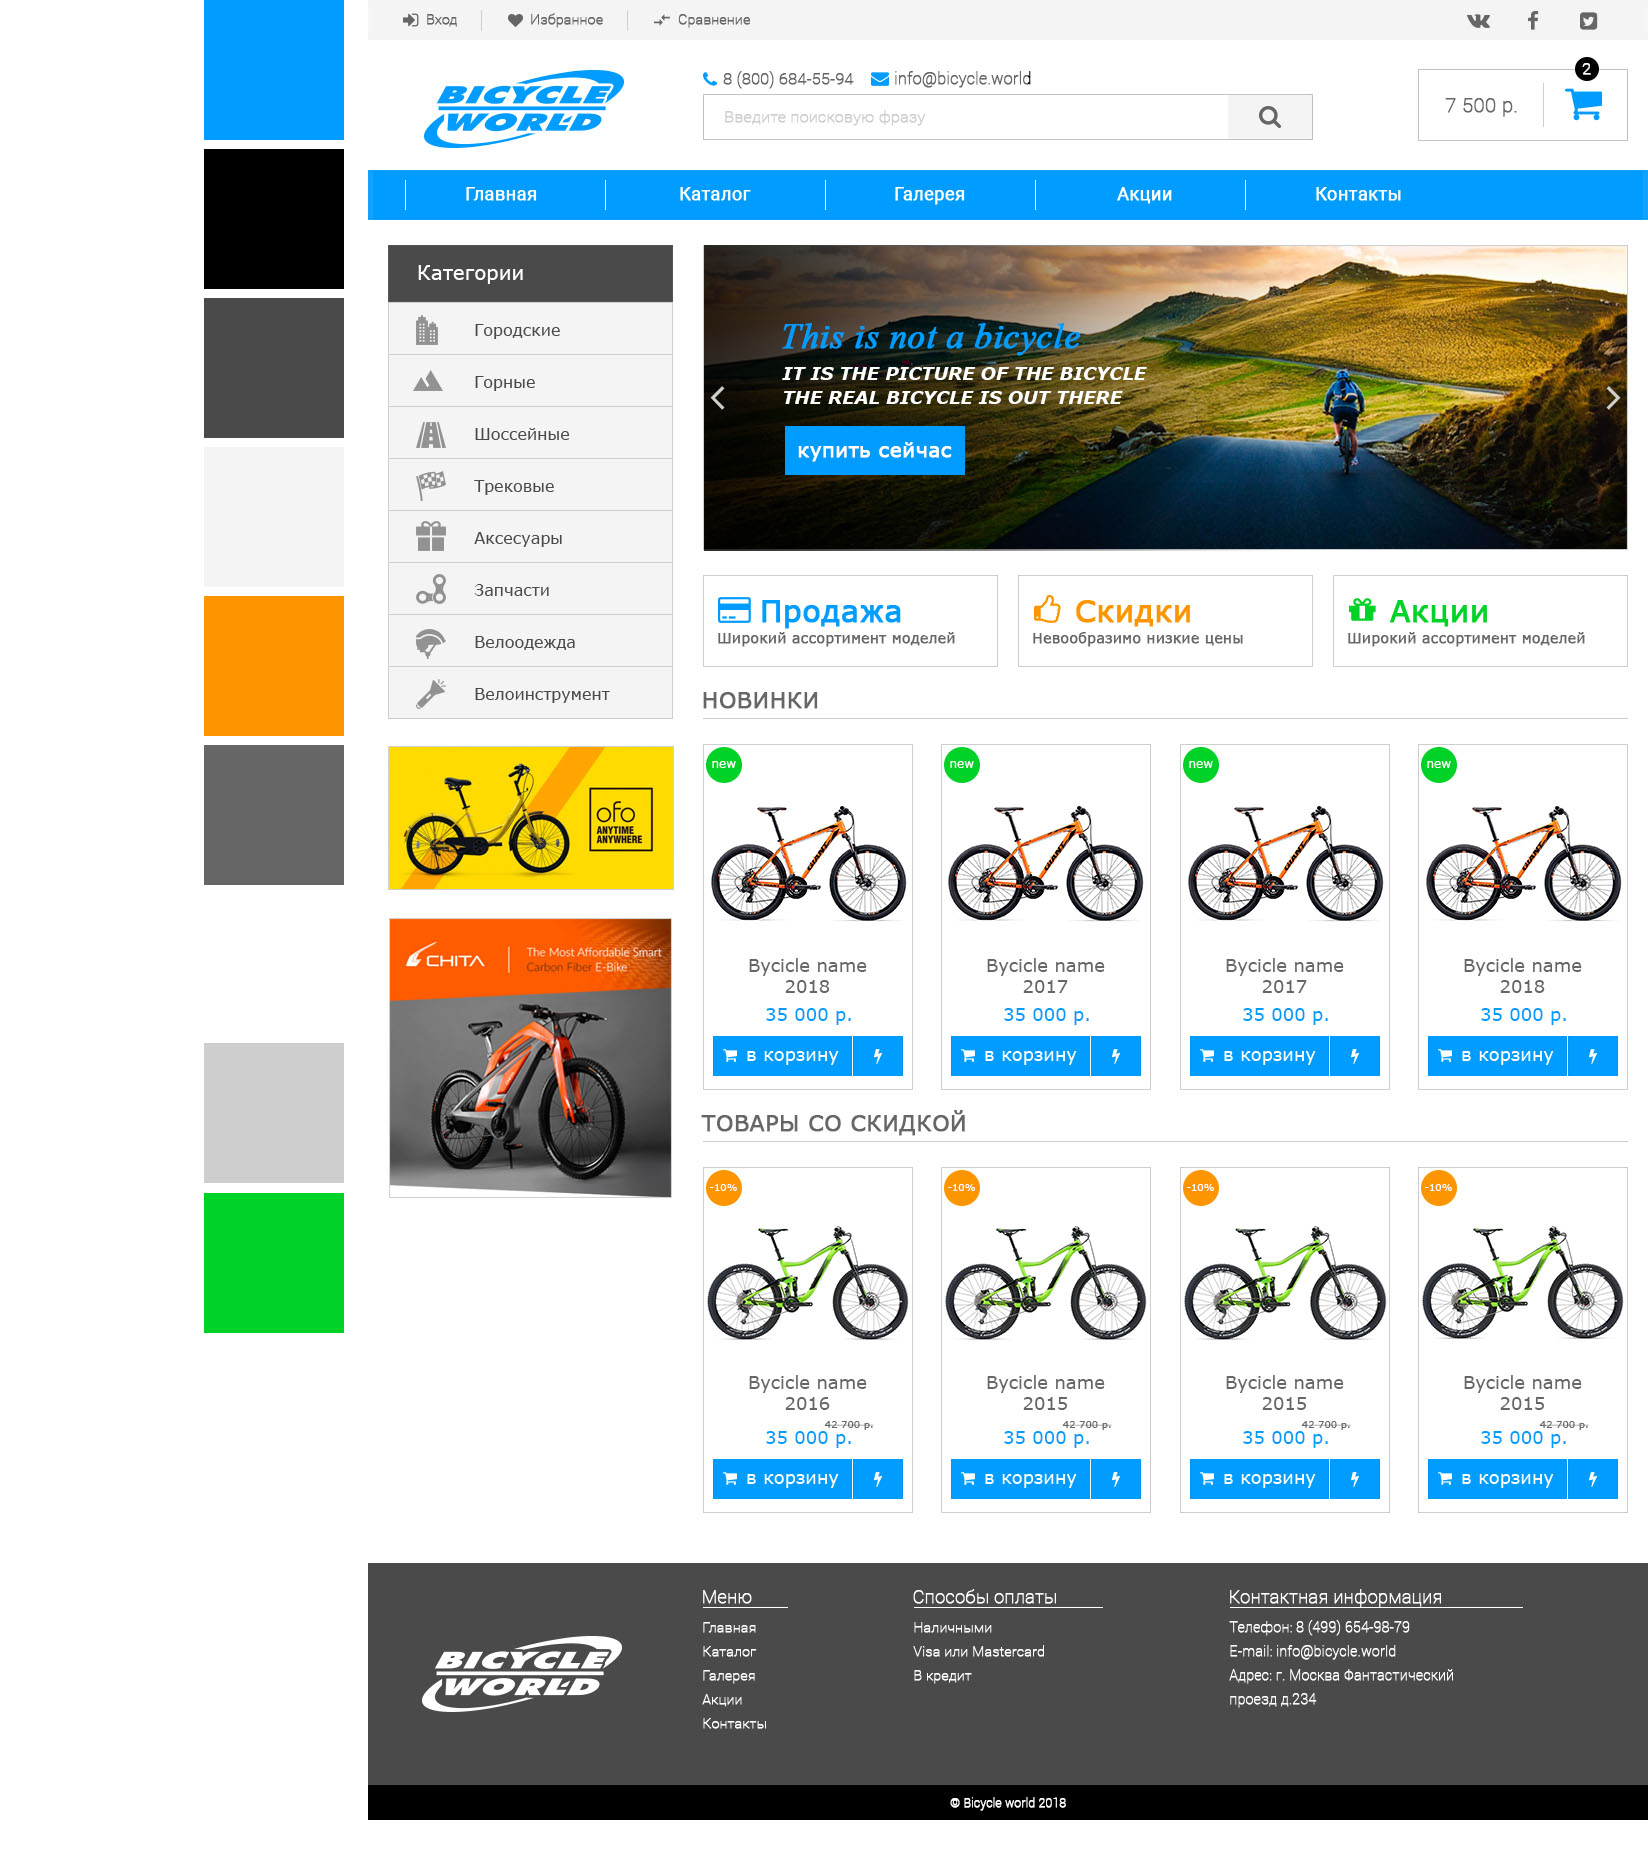 Вход
Избранное
Сравнение
BICYCLE
WORLD
8 (800) 684-55-94
info@bicycle.world
Введите поисковую фразу
7 500 р.
2
Главная
Каталог
Галерея
Акции
Контакты
Категории
Городские
Горные
Шоссейные
Трековые
Аксесуары
Запчасти
Велоодежда
Велоинструмент
This is not a bicycle
IT IS THE PICTURE OF THE BICYCLE
THE REAL BICYCLE IS OUT THERE
купить сейчас
Продажа
Широкий ассортимент моделей
Скидки
Невообразимо низкие цены
Акции
Широкий ассортимент моделей
ofo
ANYTIME
ANYWHERE
CHITA
The Most Affordable Smart
Carbon Fiber E-Bike
НОВИНКИ
new
GIANT
Bycicle name
2018
35 000 р.
в корзину
new
GIANT
Bycicle name
2017
35 000 р.
в корзину
new
GIANT
Bycicle name
2017
35 000 р.
в корзину
new
GIANT
Bycicle name
2018
35 000 р.
в корзину
ТОВАРЫ СО СКИДКОЙ
-10%
Bycicle name
2016
42 700 р.
35 000 р.
в корзину
-10%
Bycicle name
2015
42 700 р.
35 000 р.
в корзину
-10%
Bycicle name
2015
42 700 р.
35 000 р.
в корзину
-10%
Bycicle name
2015
42 700 р.
35 000 р.
в корзину
BICYCLE
WORLD
Меню
Главная
Каталог
Галерея
Акции
Контакты
Способы оплаты
Наличными
Visa или Mastercard
В кредит
Контактная информация
Телефон: 8 (499) 654-98-79
E-mail: info@bicycle.world
Адрес: г. Москва Фантастический
проезд д.234
© Bicycle world 2018